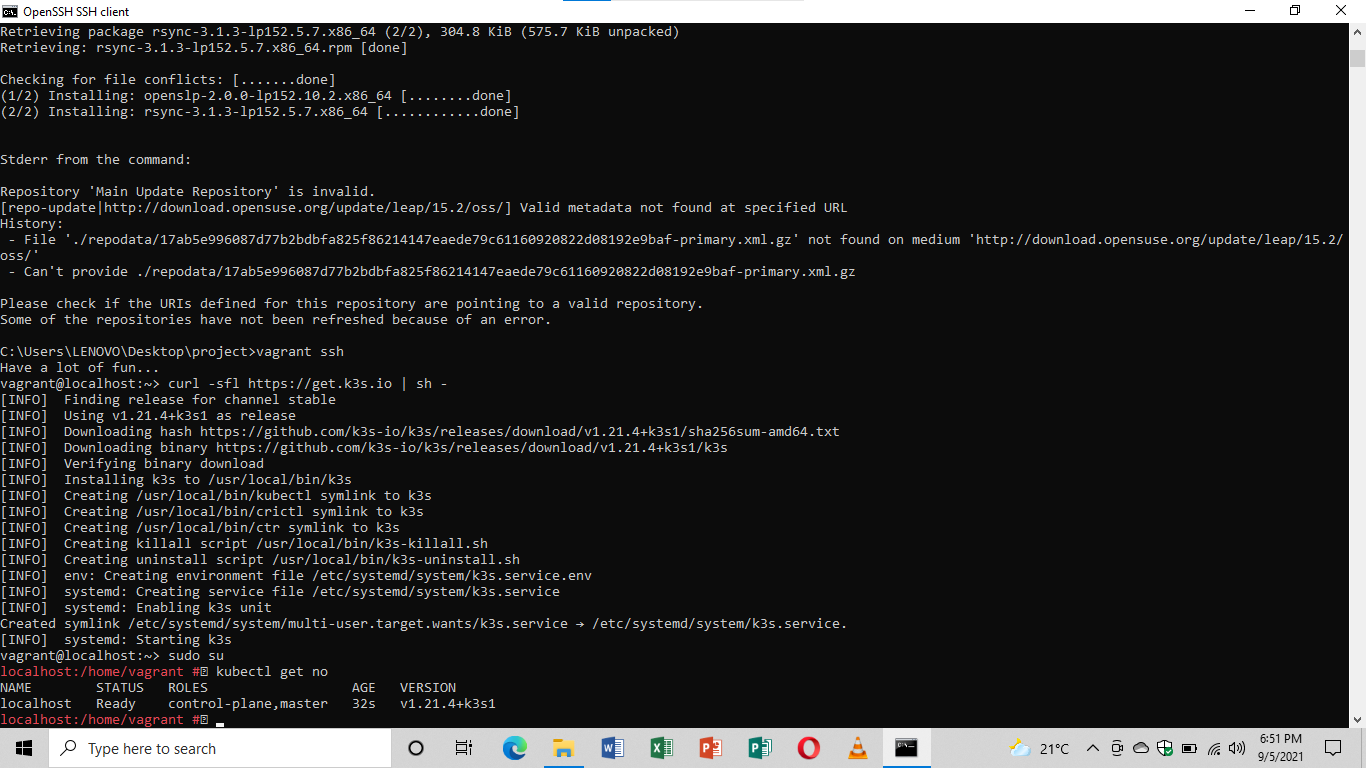 OpenSSH SSH client
Retrieving package rsync-3.1.3-lp152.5.7.x86_64 (2/2), 304.8 KiB (575.7 KiB unpacked)
Retrieving: rsync-3.1.3-lp152.5.7.x86_64.rpm [done]
Checking for file conflicts: [.......done]
(1/2) Installing: openslp-2.0.0-lp152.10.2.x86_64 [........done]
(2/2) Installing: rsync-3.1.3-lp152.5.7.x86_64 [............done]
Stderr from the command:
Repository 'Main Update Repository' is invalid.
[repo-update|http://download.opensuse.org/update/leap/15.2/oss/] Valid metadata not found at specified URL
History:
 - File './repodata/17ab5e996087d77b2bdbfa825f86214147eaede79c61160920822d08192e9baf-primary.xml.gz' not found on medium 'http://download.opensuse.org/update/leap/15.2/
oss/'
 - Can't provide ./repodata/17ab5e996087d77b2bdbfa825f86214147eaede79c61160920822d08192e9baf-primary.xml.gz
Please check if the URIs defined for this repository are pointing to a valid repository.
Some of the repositories have not been refreshed because of an error.
C:\Users\LENOVO\Desktop\project>vagrant ssh
Have a lot of fun...
vagrant@localhost:~> curl -sfl https://get.k3s.io | sh -
[INFO]  Finding release for channel stable
[INFO]  Using v1.21.4+k3s1 as release
[INFO]  Downloading hash https://github.com/k3s-io/k3s/releases/download/v1.21.4+k3s1/sha256sum-amd64.txt
[INFO]  Downloading binary https://github.com/k3s-io/k3s/releases/download/v1.21.4+k3s1/k3s
[INFO]  Verifying binary download
[INFO]  Installing k3s to /usr/local/bin/k3s
[INFO]  Creating /usr/local/bin/kubectl symlink to k3s
[INFO]  Creating /usr/local/bin/crictl symlink to k3s
[INFO]  Creating /usr/local/bin/ctr symlink to k3s
[INFO]  Creating killall script /usr/local/bin/k3s-killall.sh
[INFO]  Creating uninstall script /usr/local/bin/k3s-uninstall.sh
[INFO]  env: Creating environment file /etc/systemd/system/k3s.service.env
[INFO]  systemd: Creating service file /etc/systemd/system/k3s.service
[INFO]  systemd: Enabling k3s unit
Created symlink /etc/systemd/system/multi-user.target.wants/k3s.service → /etc/systemd/system/k3s.service.
[INFO]  systemd: Starting k3s
vagrant@localhost:~> sudo su
localhost:/home/vagrant # kubectl get no
NAME        STATUS   ROLES                  AGE   VERSION
localhost   Ready    control-plane,master   32s   v1.21.4+k3s1
localhost:/home/vagrant #
Type here to search
21°C
6:51 PM
9/5/2021